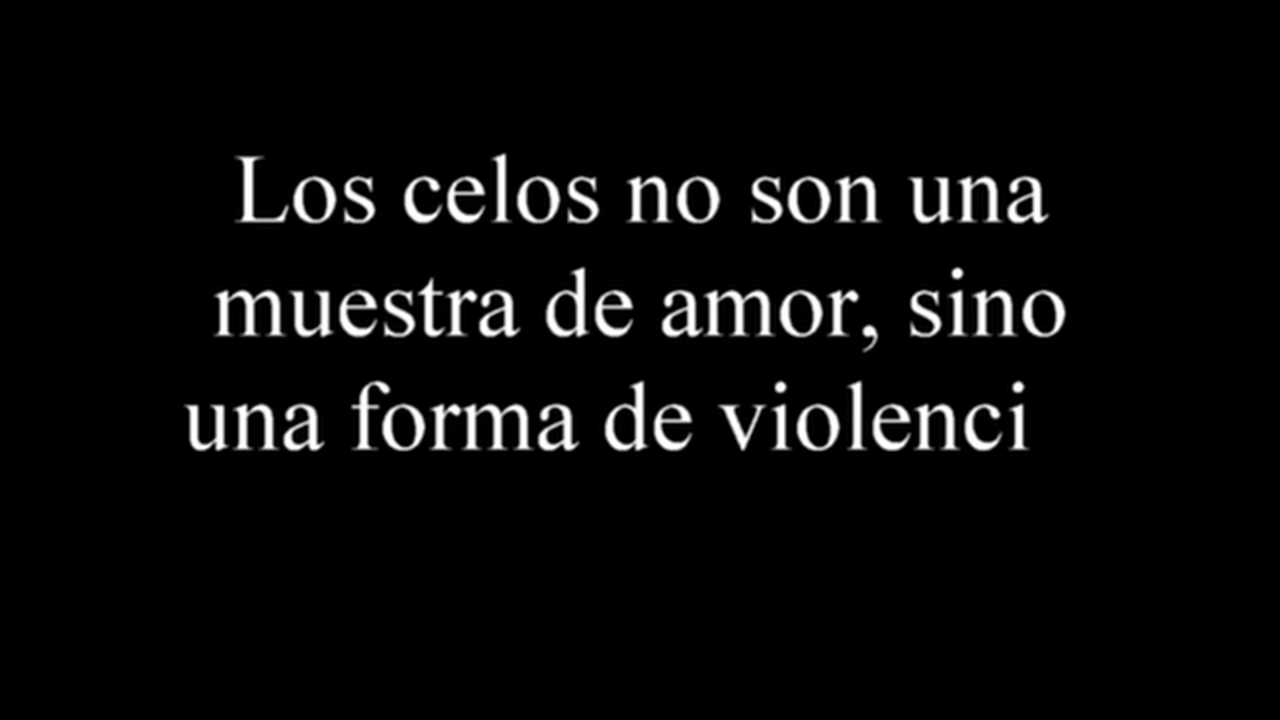 Los celos no son una
muestra de amor, sino
una forma de violenci